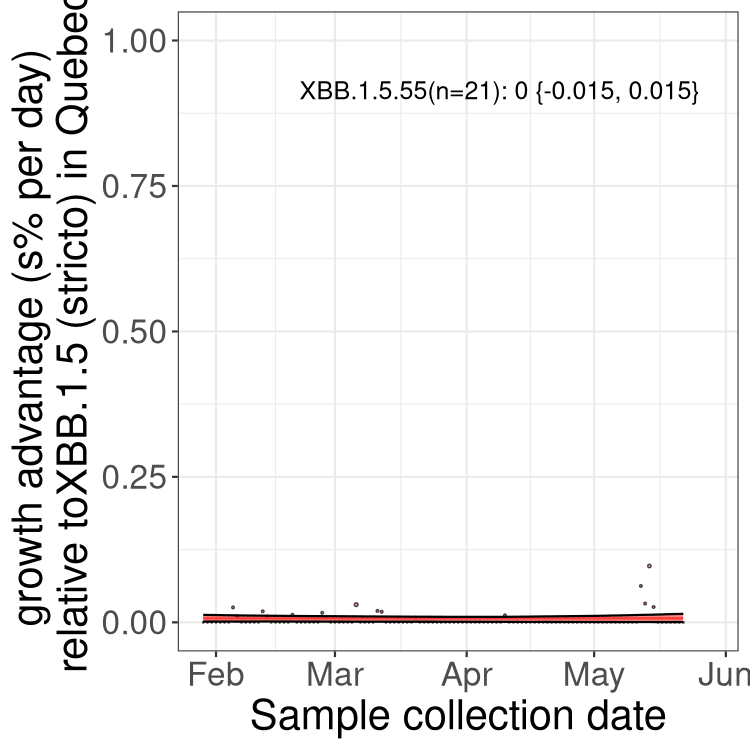 growth advantage (s% per day)
relative toXBB.1.5 (stricto) in Quebec
1.00
0.75
0.50
0.25
0.00
XBB.1.5.55(n=21): 0 {-0.015, 0.015}
Feb Mar Apr May Jun
Sample collection date